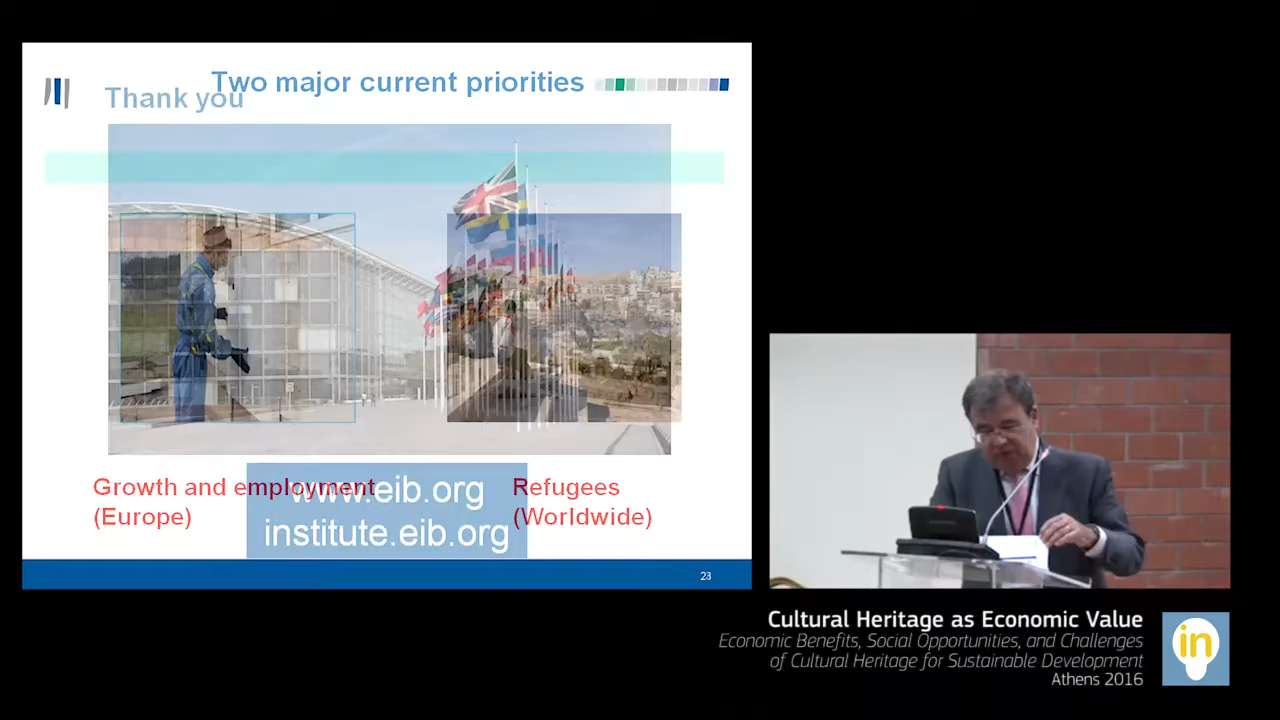 Two major current priorities
Thank you
Growth and employment
(Europe)
www.eib.org
institute.eib.org
Refugees
(Worldwide)
23
Cultural Heritage as Economic Value
Economic Benefits, Social Opportunities, and Challenges
of Cultural Heritage for Sustainable Development
Athens 2016
in